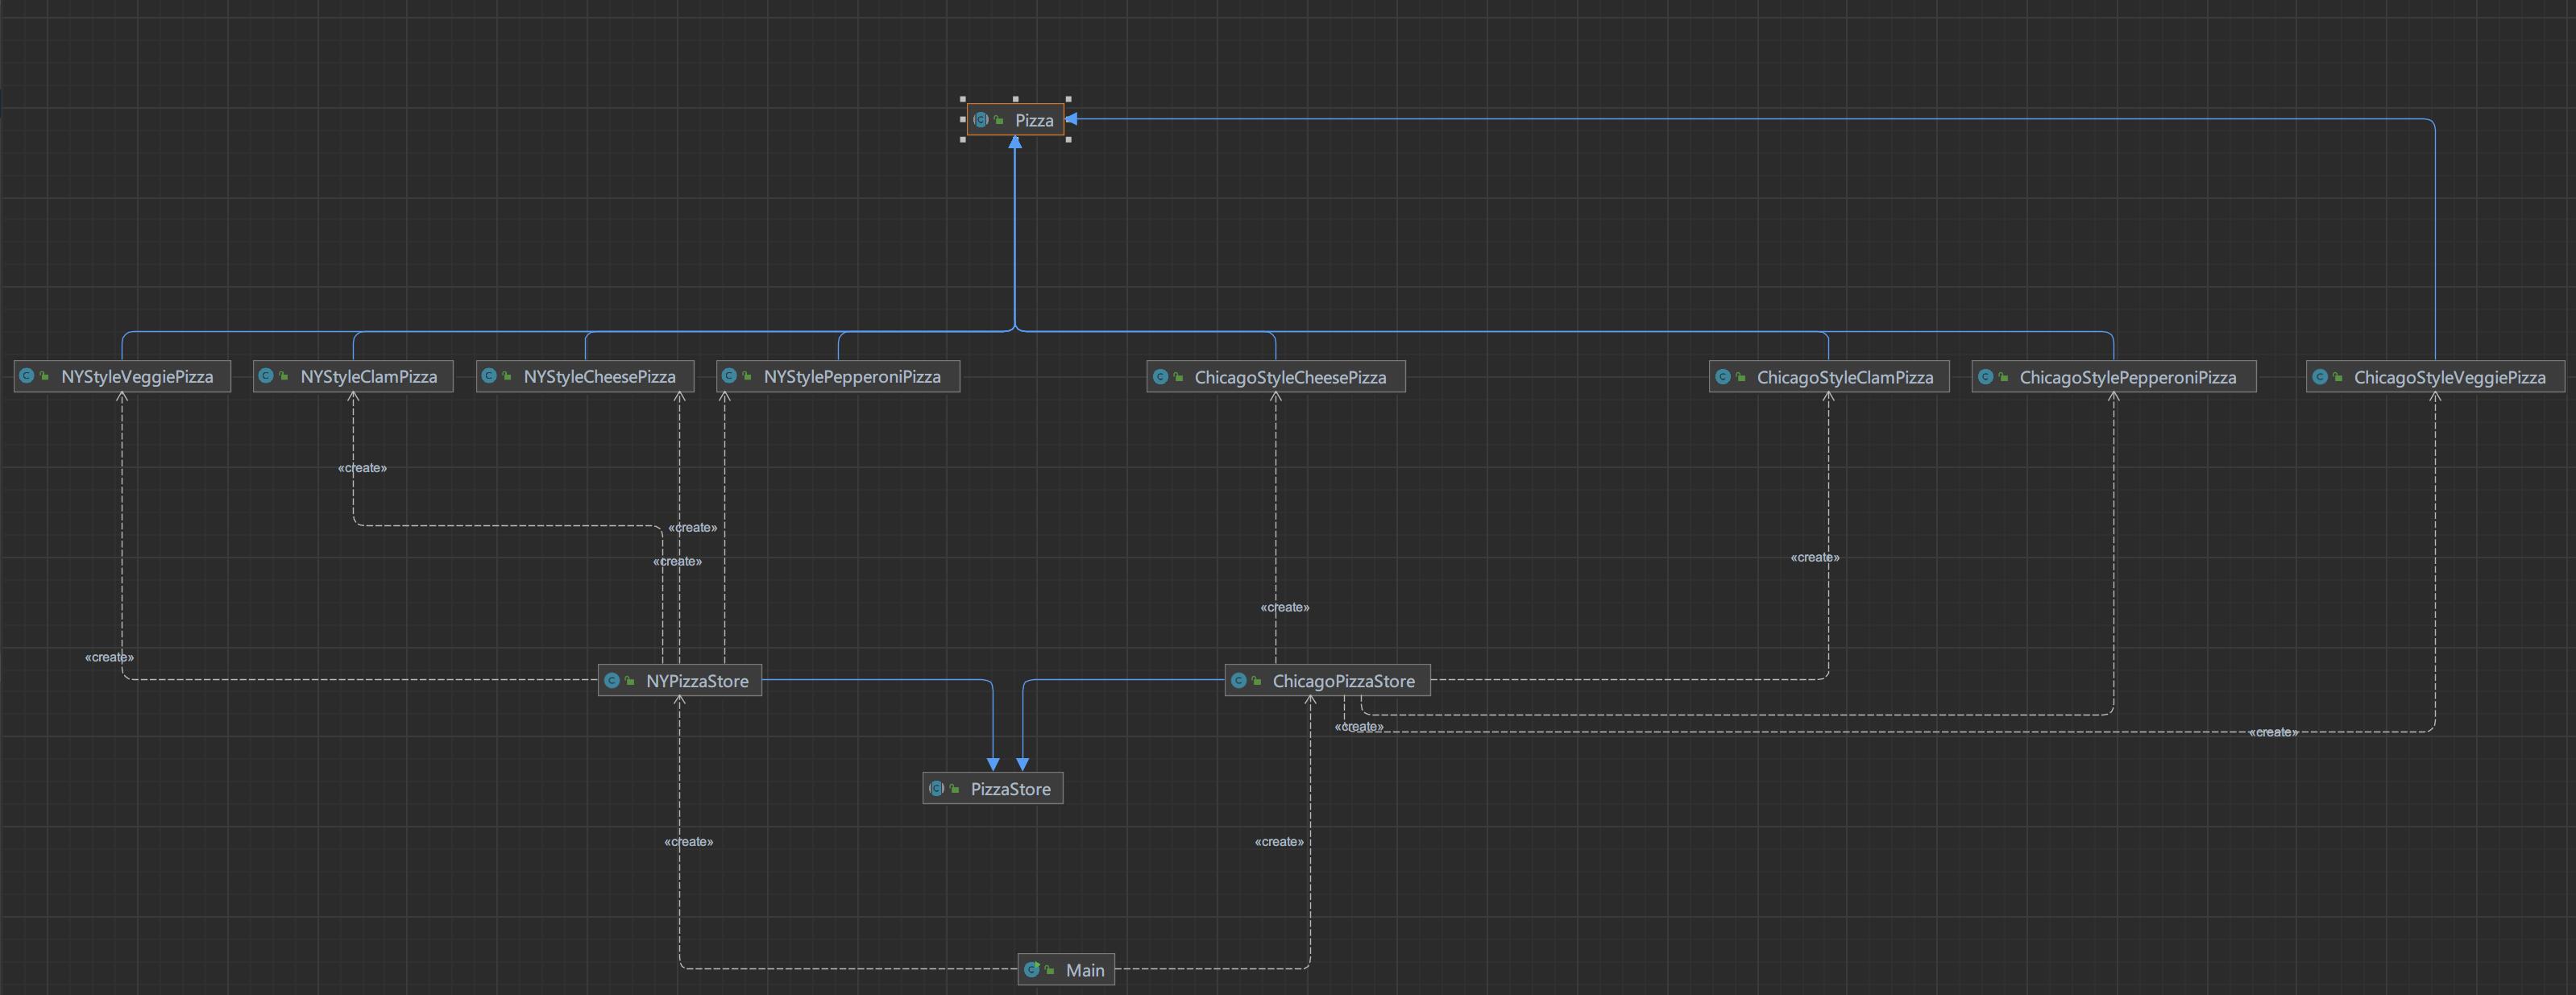 Pizza
NYStyleVeggiePizza
NYStyleClamPizza
NYStyleCheesePizza
NYStylePepperoniPizza
ChicagoStyleCheesePizza
ChicagoStyleClamPizza
ChicagoStylePepperoniPizza
ChicagoStyleVeggiePizza
«create»
«create»
«create»
«create»
«create»
«create»
NYPizzaStore
ChicagoPizzaStore
«create»
«create»
PizzaStore
«create»
«create»
Main